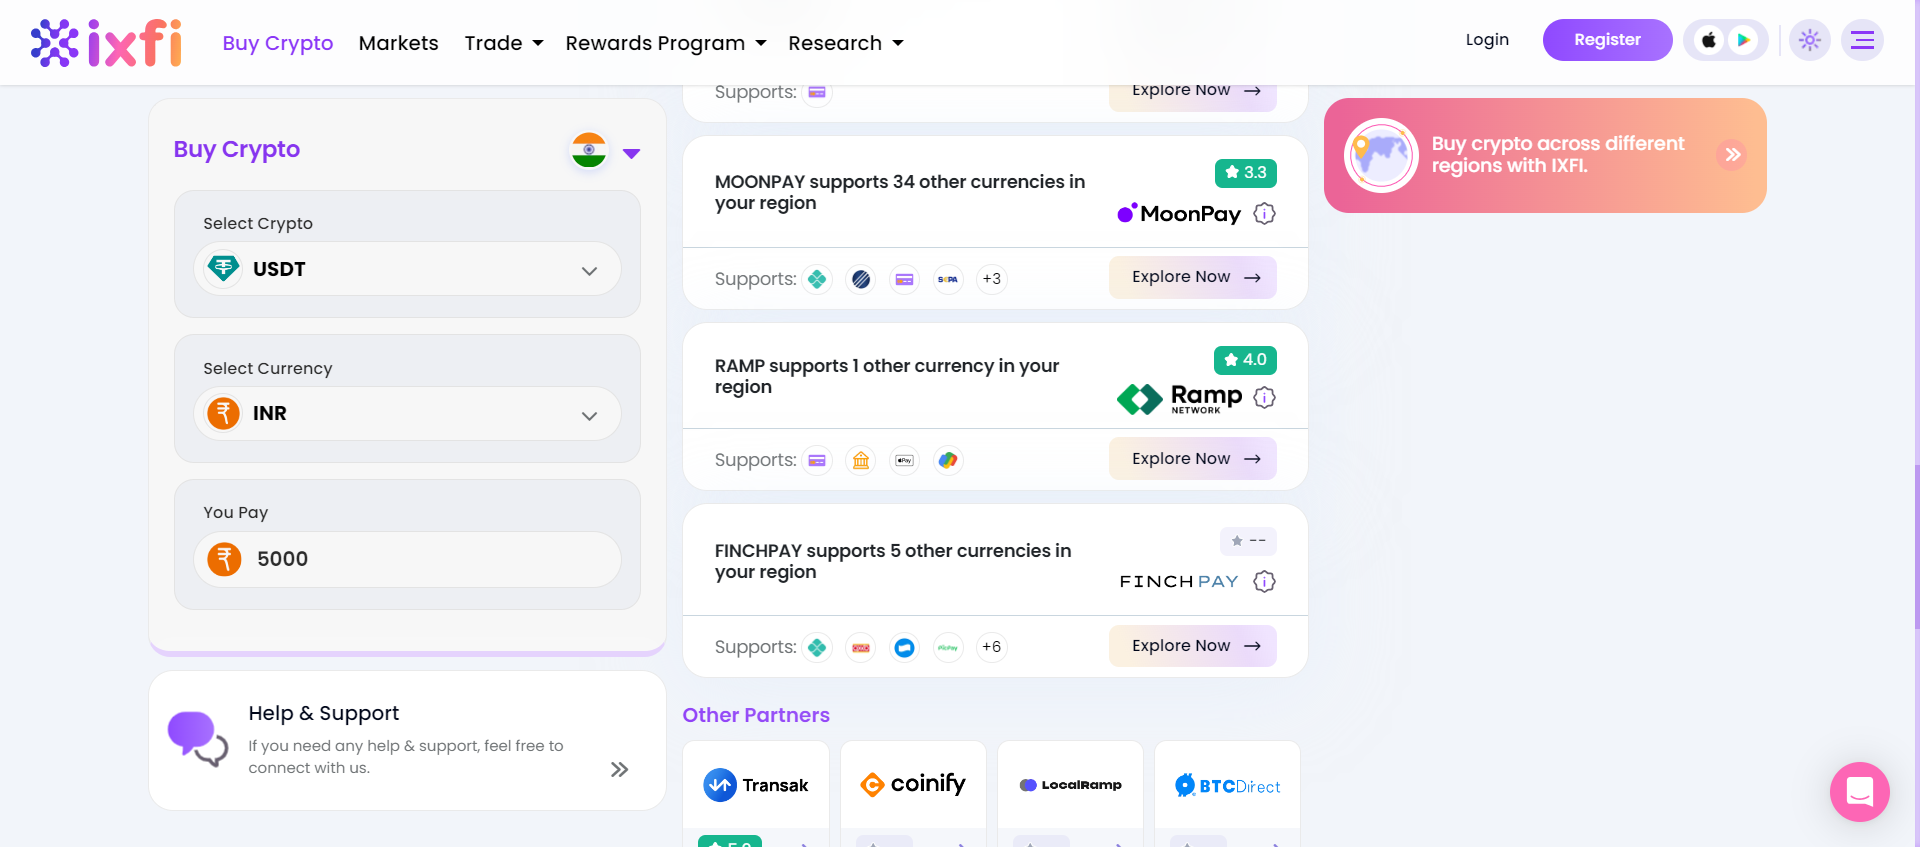 ixfi
Buy Crypto
Markets
Trade
Rewards Program
Research
Login
Register
Buy Crypto
Select Crypto
USDT
Select Currency
INR
You Pay
5000
Help & Support
If you need any help & support, feel free to
connect with us.
Supports:
Explore Now
MOONPAY supports 34 other currencies in
your region
3.3
MoonPay
Supports:
SEPA
+3
Explore Now
RAMP supports 1 other currency in your
region
4.0
Ramp
NETWORK
Supports:
Pay
Explore Now
FINCHPAY supports 5 other currencies in
your region
--
FINCHPAY
Supports:
OXXO
PicPay
+6
Explore Now
Other Partners
Transak
coinify
LocalRamp
BTCDirect
Buy crypto across different
regions with IXFI.